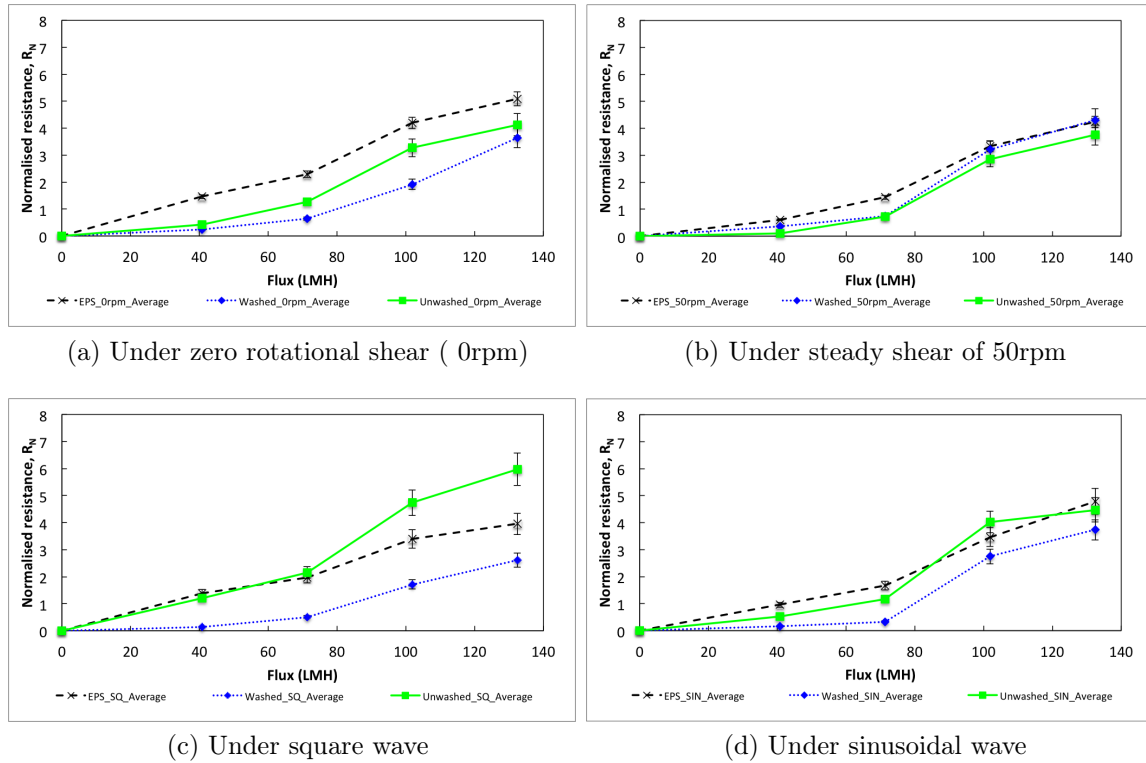 8
7
6
5
4
3
2
1
0
Normalised resistance, R_N
0 20 40 60 80 100 120 140
Flux (LMH)
EPS_0rpm_Average Washed_0rpm_Average Unwashed_0rpm_Average
(a) Under zero rotational shear ( 0rpm)
8
7
6
5
4
3
2
1
0
Normalised resistance, R_N
0 20 40 60 80 100 120 140
Flux (LMH)
EPS_50rpm_Average Washed_50rpm_Average Unwashed_50rpm_Average
(b) Under steady shear of 50rpm
8
7
6
5
4
3
2
1
0
Normalised resistance, R_N
0 20 40 60 80 100 120 140
Flux (LMH)
EPS_SQ_Average Washed_SQ_Average Unwashed_SQ_Average
(c) Under square wave
8
7
6
5
4
3
2
1
0
Normalised resistance, R_N
0 20 40 60 80 100 120 140
Flux (LMH)
EPS_SIN_Average Washed_SIN_Average Unwashed_SIN_Average
(d) Under sinusoidal wave